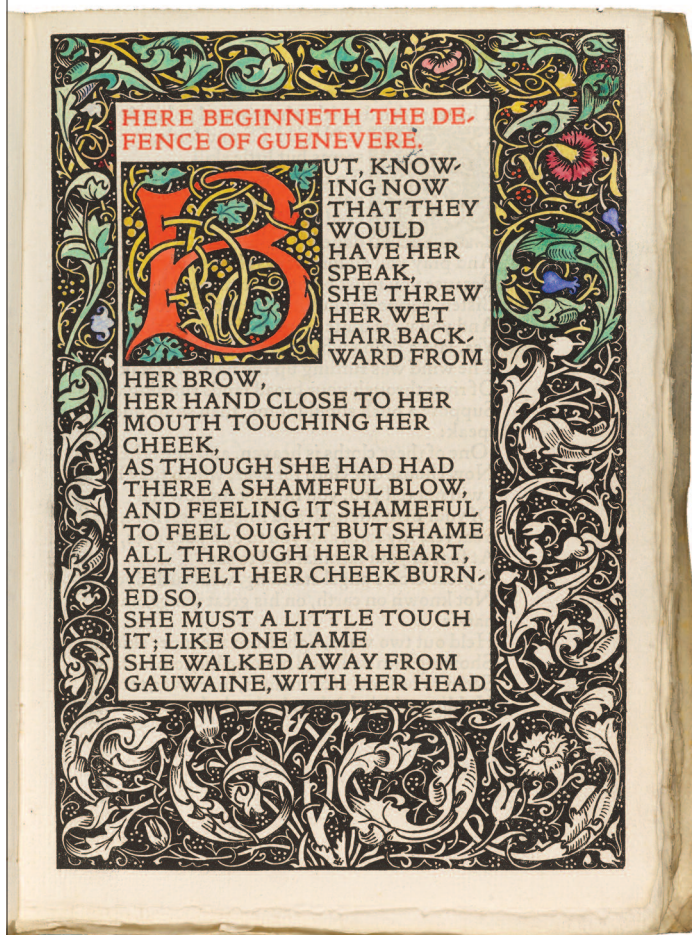 HERE BEGINNETH THE DE-
FENCE OF GUENEVERE.
BUT, KNOW-
ING NOW
THAT THEY
WOULD
HAVE HER
SPEAK,
SHE THREW
HER WET
HAIR BACK-
WARD FROM
HER BROW,
HER HAND CLOSE TO HER
MOUTH TOUCHING HER
CHEEK,
AS THOUGH SHE HAD HAD
THERE A SHAMEFUL BLOW,
AND FEELING IT SHAMEFUL
TO FEEL OUGHT BUT SHAME
ALL THROUGH HER HEART,
YET FELT HER CHEEK BURN-
ED SO,
SHE MUST A LITTLE TOUCH
IT; LIKE ONE LAME
SHE WALKED AWAY FROM
GAUWAINE, WITH HER HEAD